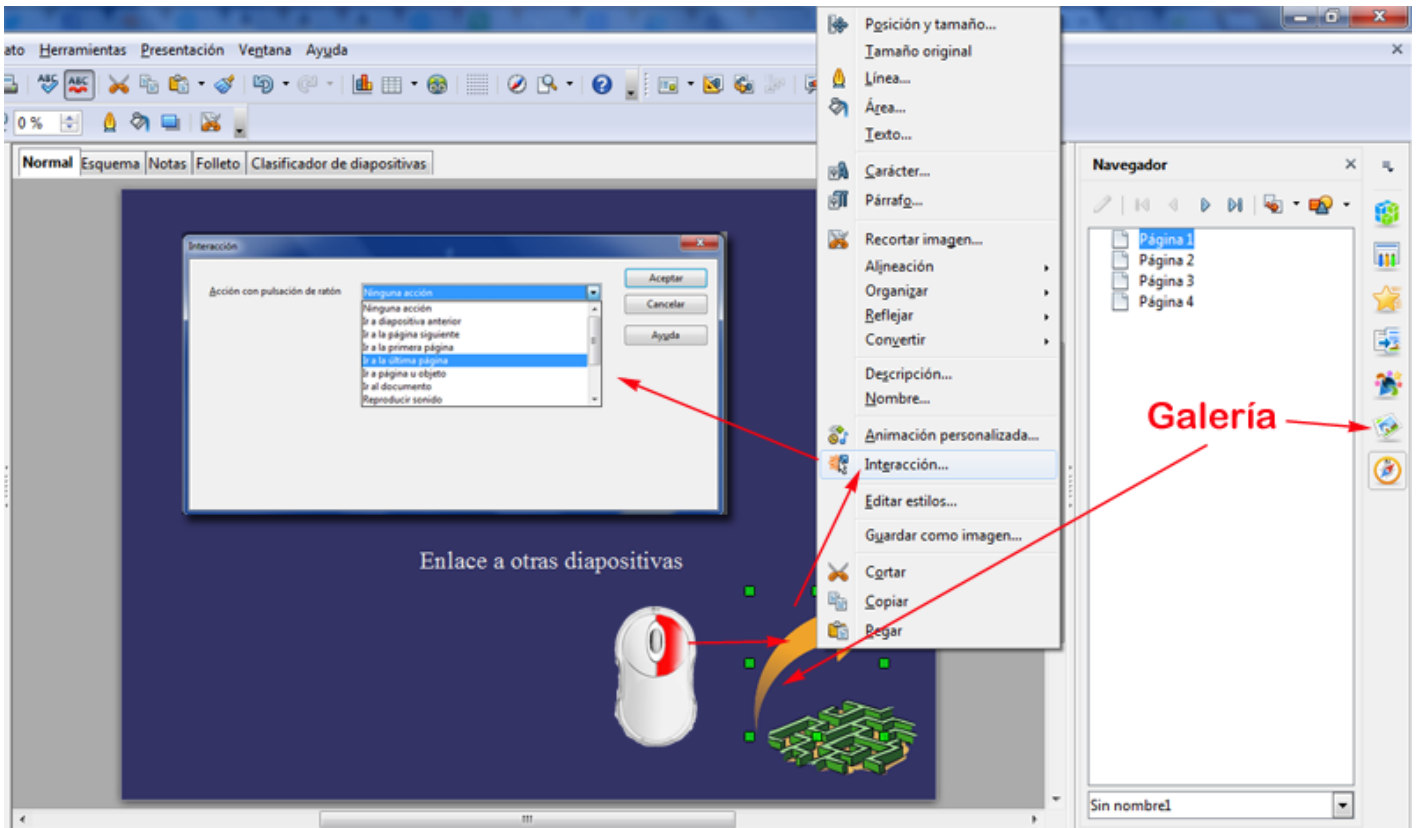 ato Herramientas Presentación Ventana Ayuda
ABC ABC
0 %
Normal Esquema Notas Folleto Clasificador de diapositivas
Interacción
Acción con pulsación de ratón
Ninguna acción
Ninguna acción
Ir a diapositiva anterior
Ir a la página siguiente
Ir a la primera página
Ir a la última página
Ir a página u objeto
Ir al documento
Reproducir sonido
Aceptar
Cancelar
Ayuda
Enlace a otras diapositivas
Posición y tamaño...
Tamaño original
Línea...
Área...
Texto...
Carácter...
Párrafo...
Recortar imagen...
Alineación
Organizar
Reflejar
Convertir
Descripción...
Nombre...
Animación personalizada...
Interacción...
Editar estilos...
Guardar como imagen...
Cortar
Copiar
Pegar
Navegador
Página 1
Página 2
Página 3
Página 4
Galería
Sin nombre1